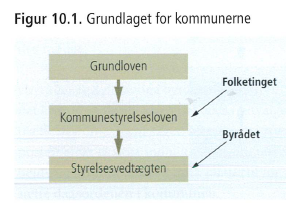 Figur 10.1. Grundlaget for kommunerne
Grundloven
Folketinget
Kommunestyrelsesloven
Byrådet
Styrelsesvedtægten